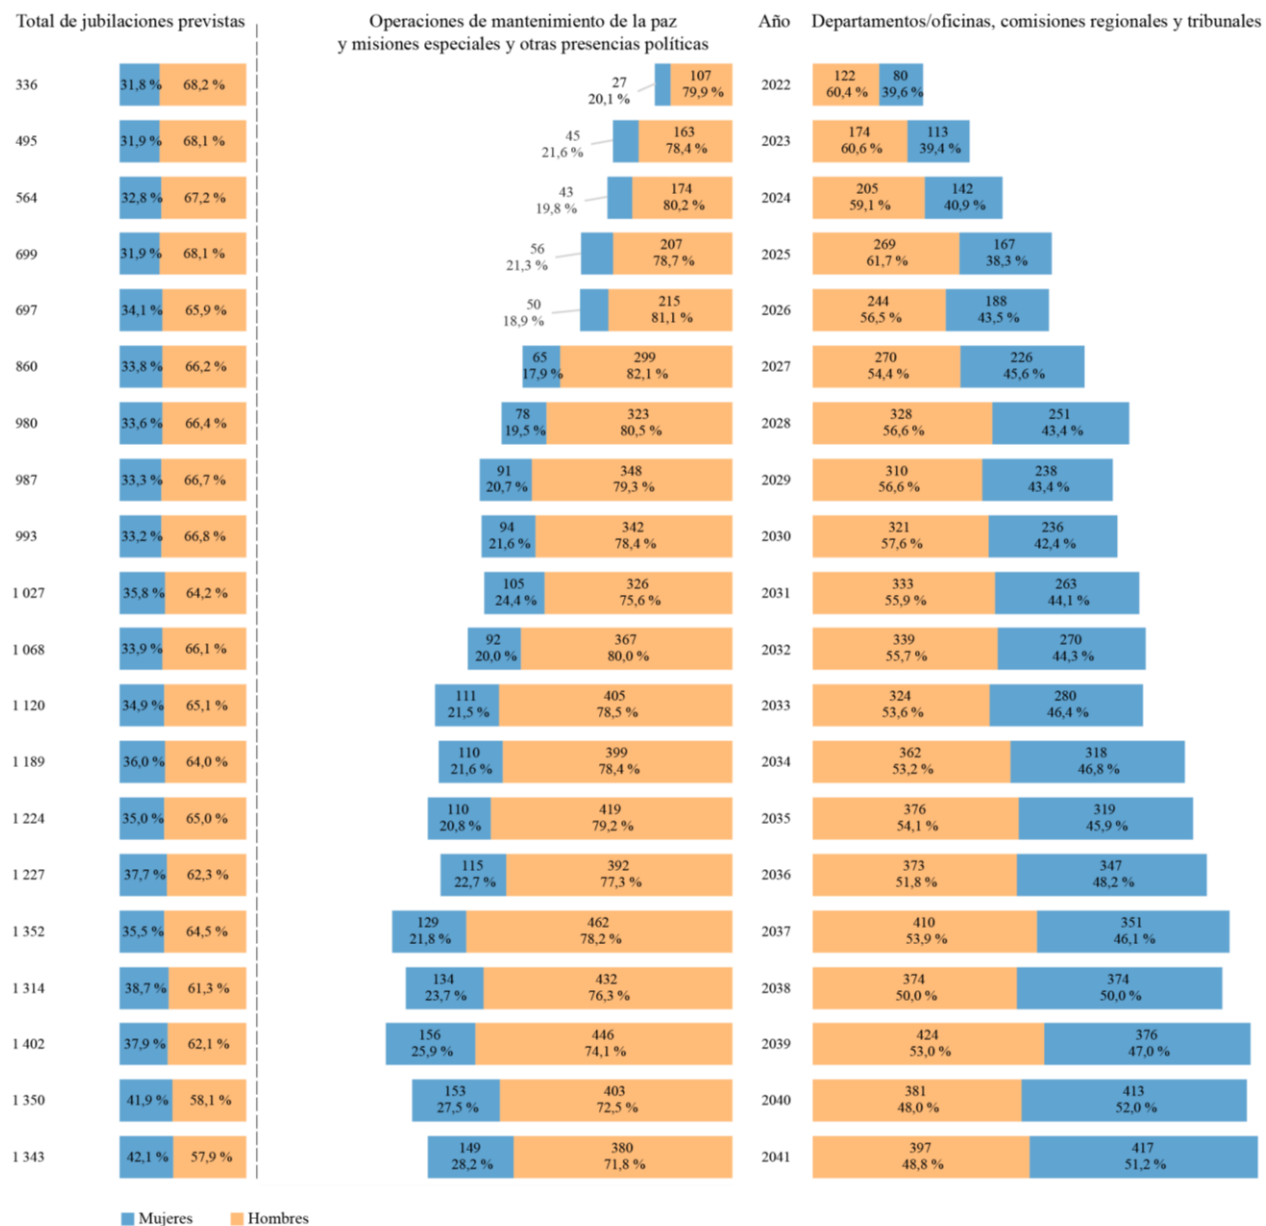 Total de jubilaciones previstas
Operaciones de mantenimiento de la paz
y misiones especiales y otras presencias políticas
Año
Departamentos/oficinas, comisiones regionales y tribunales
336 31,8 % 68,2 % 27 20,1 % 107 79,9 % 2022 122 60,4 % 80 39,6 %
495 31,9 % 68,1 % 45 21,6 % 163 78,4 % 2023 174 60,6 % 113 39,4 %
564 32,8 % 67,2 % 43 19,8 % 174 80,2 % 2024 205 59,1 % 142 40,9 %
699 31,9 % 68,1 % 56 21,3 % 207 78,7 % 2025 269 61,7 % 167 38,3 %
697 34,1 % 65,9 % 50 18,9 % 215 81,1 % 2026 244 56,5 % 188 43,5 %
860 33,8 % 66,2 % 65 17,9 % 299 82,1 % 2027 270 54,4 % 226 45,6 %
980 33,6 % 66,4 % 78 19,5 % 323 80,5 % 2028 328 56,6 % 251 43,4 %
987 33,3 % 66,7 % 91 20,7 % 348 79,3 % 2029 310 56,6 % 238 43,4 %
993 33,2 % 66,8 % 94 21,6 % 342 78,4 % 2030 321 57,6 % 236 42,4 %
1 027 35,8 % 64,2 % 105 24,4 % 326 75,6 % 2031 333 55,9 % 263 44,1 %
1 068 33,9 % 66,1 % 92 20,0 % 367 80,0 % 2032 339 55,7 % 270 44,3 %
1 120 34,9 % 65,1 % 111 21,5 % 405 78,5 % 2033 324 53,6 % 280 46,4 %
1 189 36,0 % 64,0 % 110 21,6 % 399 78,4 % 2034 362 53,2 % 318 46,8 %
1 224 35,0 % 65,0 % 110 20,8 % 419 79,2 % 2035 376 54,1 % 319 45,9 %
1 227 37,7 % 62,3 % 115 22,7 % 392 77,3 % 2036 373 51,8 % 347 48,2 %
1 352 35,5 % 64,5 % 129 21,8 % 462 78,2 % 2037 410 53,9 % 351 46,1 %
1 314 38,7 % 61,3 % 134 23,7 % 432 76,3 % 2038 374 50,0 % 374 50,0 %
1 402 37,9 % 62,1 % 156 25,9 % 446 74,1 % 2039 424 53,0 % 376 47,0 %
1 350 41,9 % 58,1 % 153 27,5 % 403 72,5 % 2040 381 48,0 % 413 52,0 %
1 343 42,1 % 57,9 % 149 28,2 % 380 71,8 % 2041 397 48,8 % 417 51,2 %
Mujeres Hombres